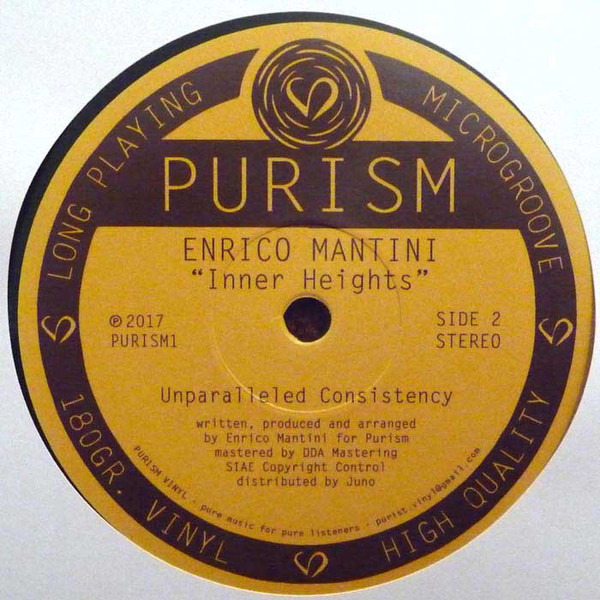 LONG PLAYING
MICROGROOVE
PURISM
ENRICO MANTINI
“Inner Heights”
℗ 2017
PURISM1
SIDE 2
STEREO
Unparalleled Consistency
written, produced and arranged
by Enrico Mantini for Purism
mastered by DDA Mastering
SIAE Copyright Control
distributed by Juno
PURISM VINYL - pure music for pure listeners - purist.vinyl@gmail.com
180GR. VINYL
HIGH QUALITY